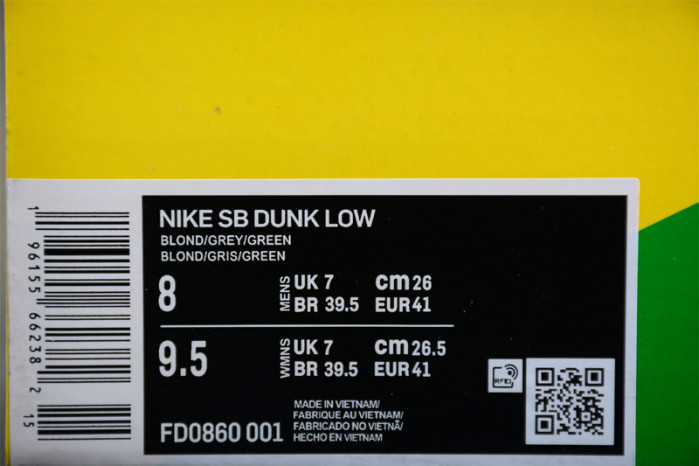 NIKE SB DUNK LOW
BLOND/GREY/GREEN
BLOND/GRIS/GREEN
8 MENS UK 7 cm 26
BR 39.5 EUR 41
9.5 WMNS UK 7 cm 26.5
BR 39.5 EUR 41
RFID
MADE IN VIETNAM/
FABRIQUE AU VIETNAM/
FABRICADO NO VIETNÃ/
HECHO EN VIETNAM
FD0860 001
1 96155 66238 2 15